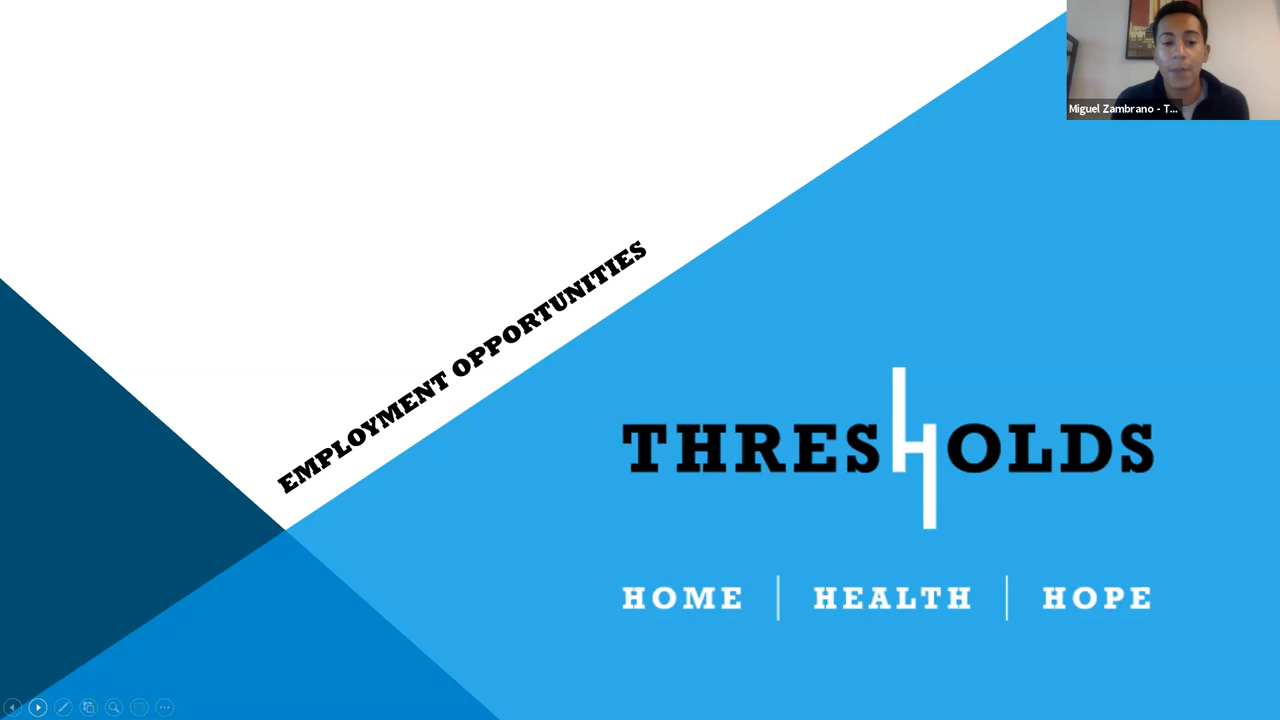 Miguel Zambrano - T...
EMPLOYMENT OPPORTUNITIES
THRESHOLDS
HOME | HEALTH | HOPE